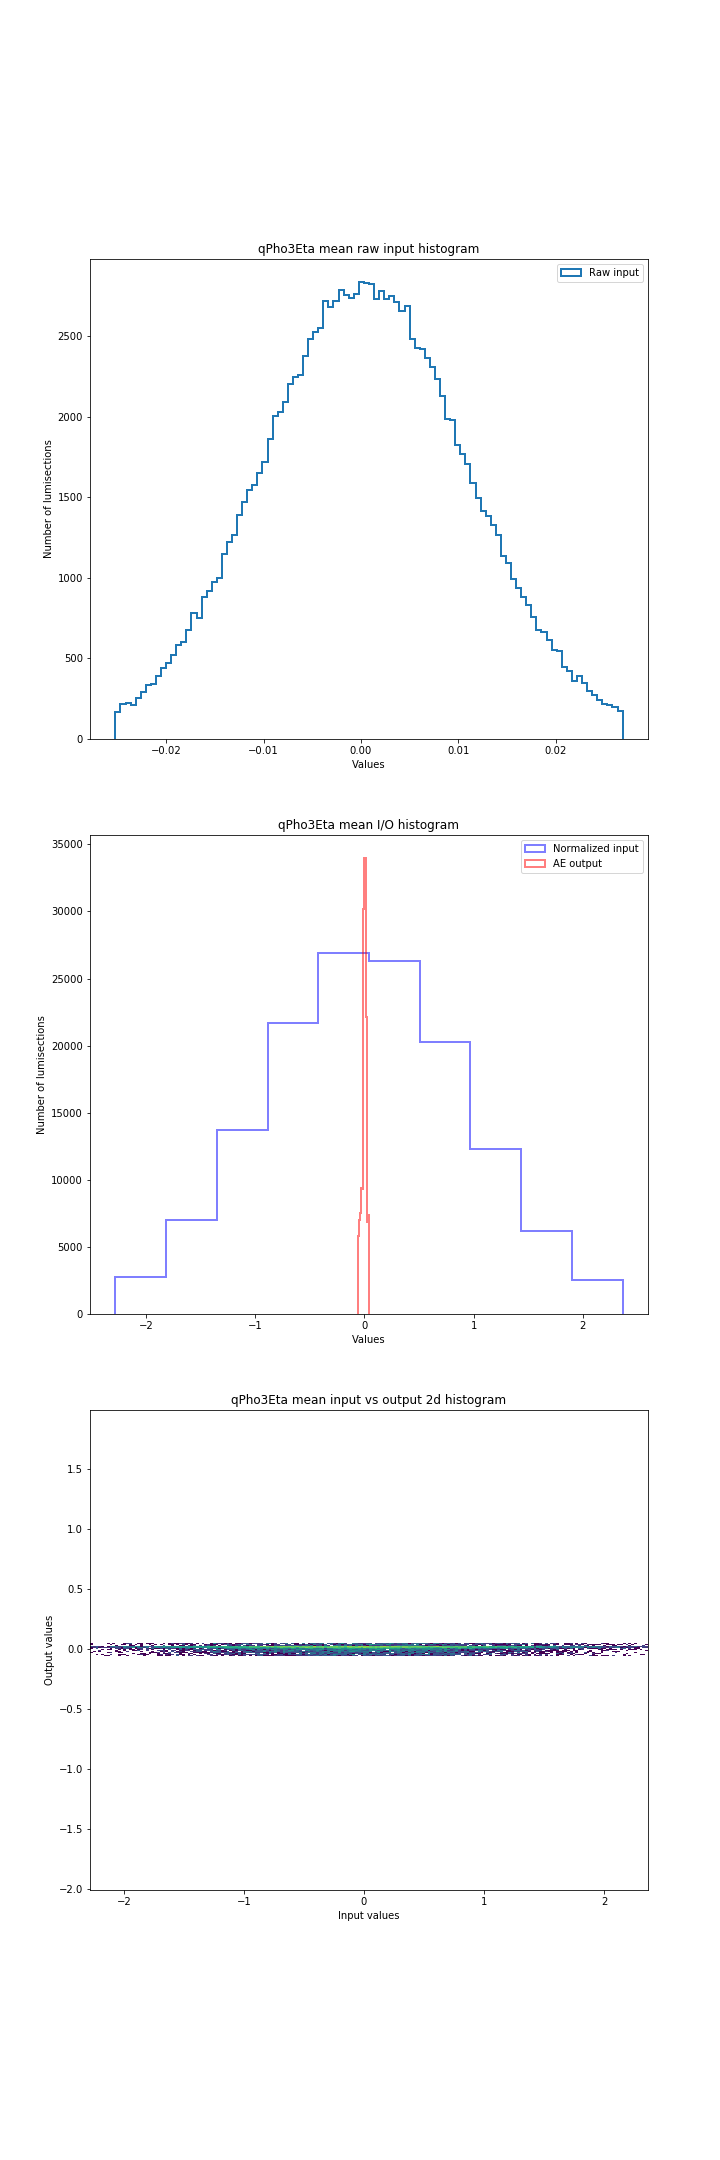 qPho3Eta mean raw input histogram
Raw input
2500
2000
1500
1000
500
0
Number of lumisections
−0.02 −0.01 0.00 0.01 0.02
Values
qPho3Eta mean I/O histogram
Normalized input
AE output
35000
30000
25000
20000
15000
10000
5000
0
Number of lumisections
−2 −1 0 1 2
Values
qPho3Eta mean input vs output 2d histogram
1.5
1.0
0.5
0.0
−0.5
−1.0
−1.5
−2.0
Output values
−2 −1 0 1 2
Input values